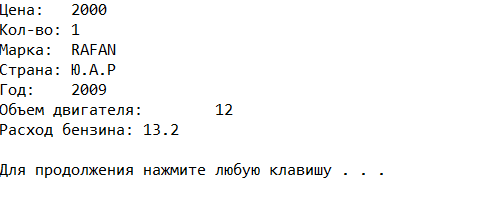 Цена: 2000
Кол-во: 1
Марка: RAFAN
Страна: Ю.А.Р
Год: 2009
Объем двигателя: 12
Расход бензина: 13.2
Для продолжения нажмите любую клавишу . . .